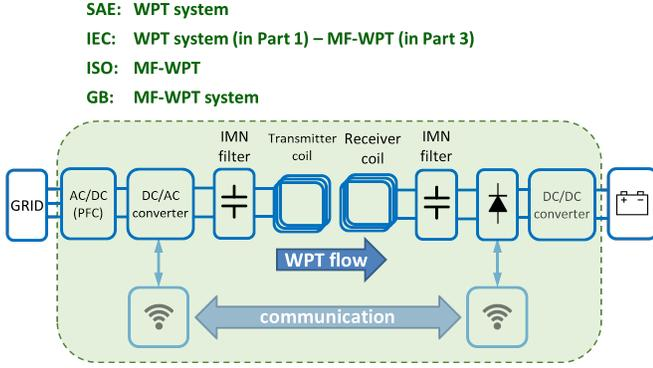 SAE: WPT system
IEC: WPT system (in Part 1) – MF-WPT (in Part 3)
ISO: MF-WPT
GB: MF-WPT system
IMN
filter
Transmitter
coil
Receiver
coil
IMN
filter
GRID
AC/DC
(PFC)
DC/AC
converter
DC/DC
converter
+ -
WPT flow
communication